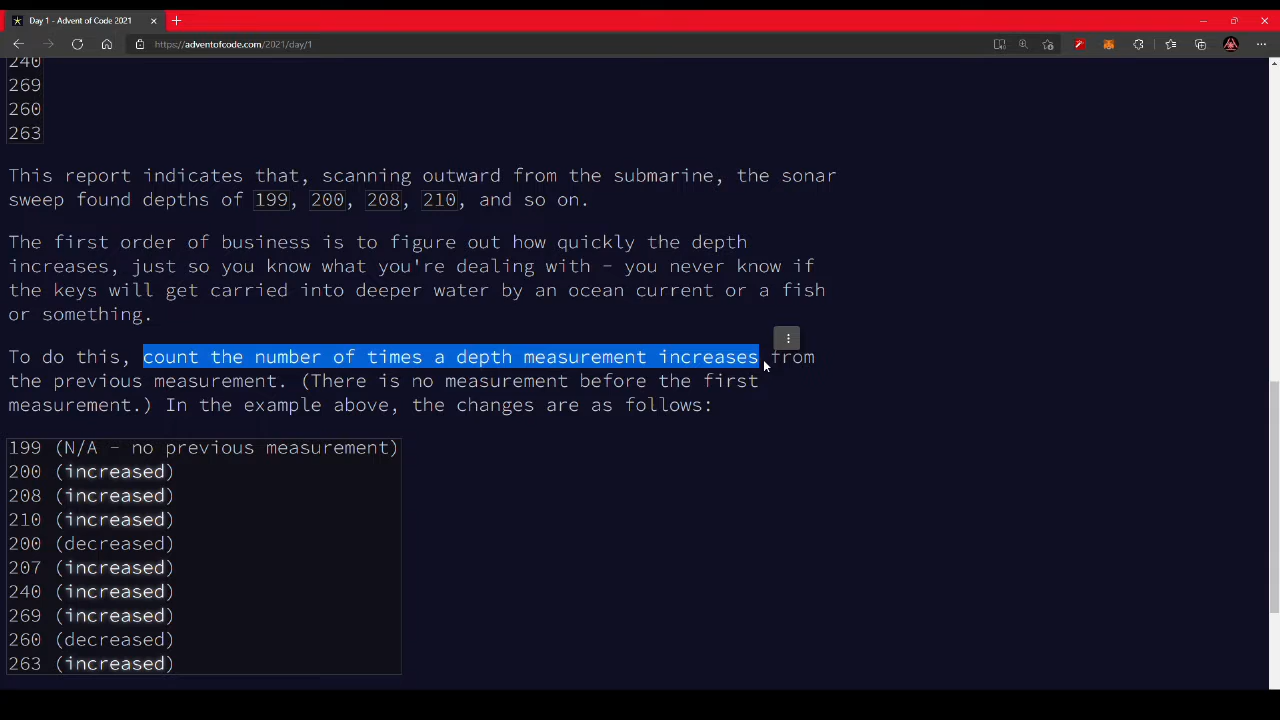 Day 1 - Advent of Code 2021
https://adventofcode.com/2021/day/1
240
269
260
263
This report indicates that, scanning outward from the submarine, the sonar
sweep found depths of 199, 200, 208, 210, and so on.
The first order of business is to figure out how quickly the depth
increases, just so you know what you're dealing with - you never know if
the keys will get carried into deeper water by an ocean current or a fish
or something.
To do this, count the number of times a depth measurement increases from
the previous measurement. (There is no measurement before the first
measurement.) In the example above, the changes are as follows:
199 (N/A - no previous measurement)
200 (increased)
208 (increased)
210 (increased)
200 (decreased)
207 (increased)
240 (increased)
269 (increased)
260 (decreased)
263 (increased)